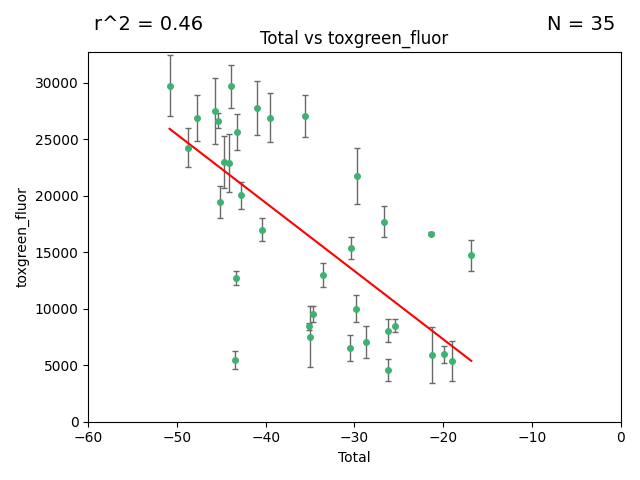 r^2 = 0.46
N = 35
Total vs toxgreen_fluor
30000
25000
20000
15000
10000
5000
0
toxgreen_fluor
−60
−50
−40
−30
−20
−10
0
Total